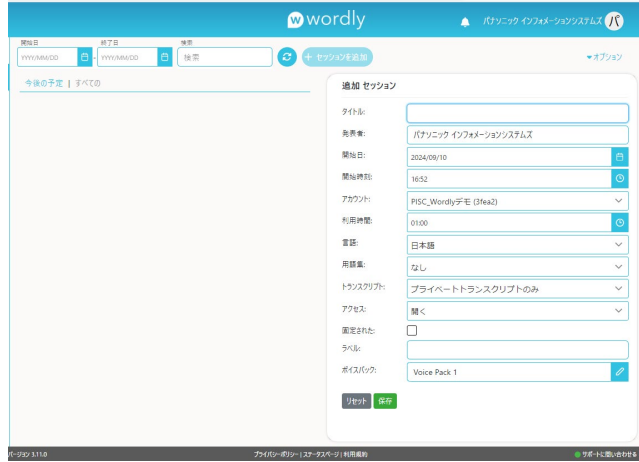 wordly
パナソニック インフォメーションシステムズ パ
開始日 終了日 検索
YYYY/MM/DD - YYYY/MM/DD 検索 + セッションを追加 ▼オプション
今後の予定 | すべての
追加 セッション
タイトル:
発表者: パナソニック インフォメーションシステムズ
開始日: 2024/09/10
開始時刻: 16:52
アカウント: PISC_Wordlyデモ (3fea2)
利用時間: 01:00
言語: 日本語
用語集: なし
トランスクリプト: プライベートトランスクリプトのみ
アクセス: 開く
固定された:
ラベル:
ボイスパック: Voice Pack 1
リセット 保存
バージョン 3.11.0 プライバシーポリシー | ステータスページ | 利用規約 サポートに問い合わせる